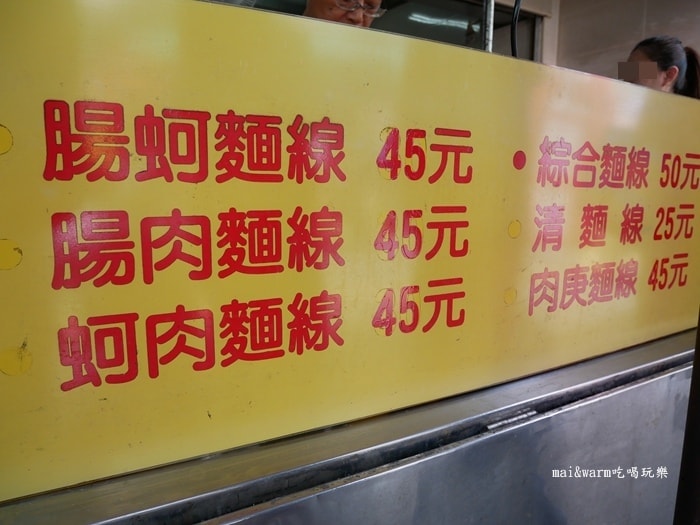 腸蚵麵線 45元
腸肉麵線 45元
蚵肉麵線 45元
● 綜合麵線 50元
清麵線 25元
肉庚麵線 45元
mai&warm吃喝玩樂